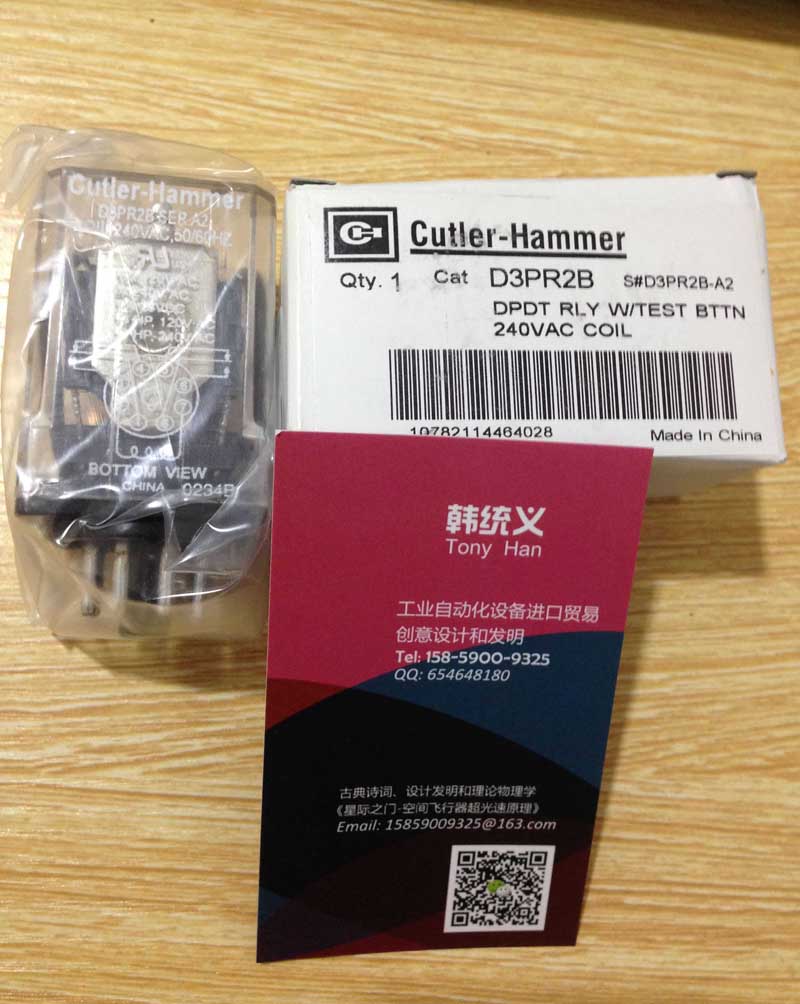 Cutler-Hammer
D3PR2B SER.A2
240VAC, 50/60HZ
BOTTOM VIEW
CHINA 0234B
Cutler-Hammer
Qty. 1 Cat D3PR2B S#D3PR2B-A2
DPDT RLY W/TEST BTTN
240VAC COIL
10782114464028 Made In China
韩统义
Tony Han
工业自动化设备进口贸易
创意设计和发明
Tel: 158-5900-9325
QQ: 654648180
古典诗词、设计发明和理论物理学
《星际之门-空间飞行器超光速原理》
Email: 15859009325@163.com